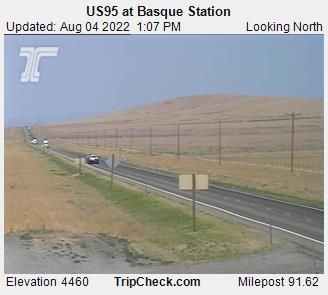 US95 at Basque Station
Updated: Aug 04 2022 1:07 PM Looking North
Elevation 4460 TripCheck.com Milepost 91.62